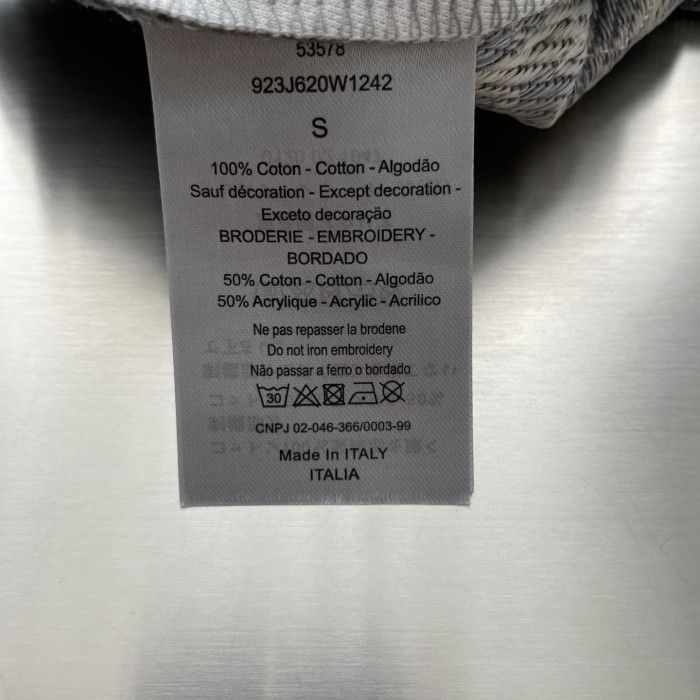 53578
923J620W1242
S
100% Coton - Cotton - Algodão
Sauf décoration - Except decoration -
Exceto decoração
BRODERIE - EMBROIDERY -
BORDADO
50% Coton - Cotton - Algodão
50% Acrylique - Acrylic - Acrilico
Ne pas repasser la brodene
Do not iron embroidery
Não passar a ferro o bordado
30
CNPJ 02-046-366/0003-99
Made In ITALY
ITALIA